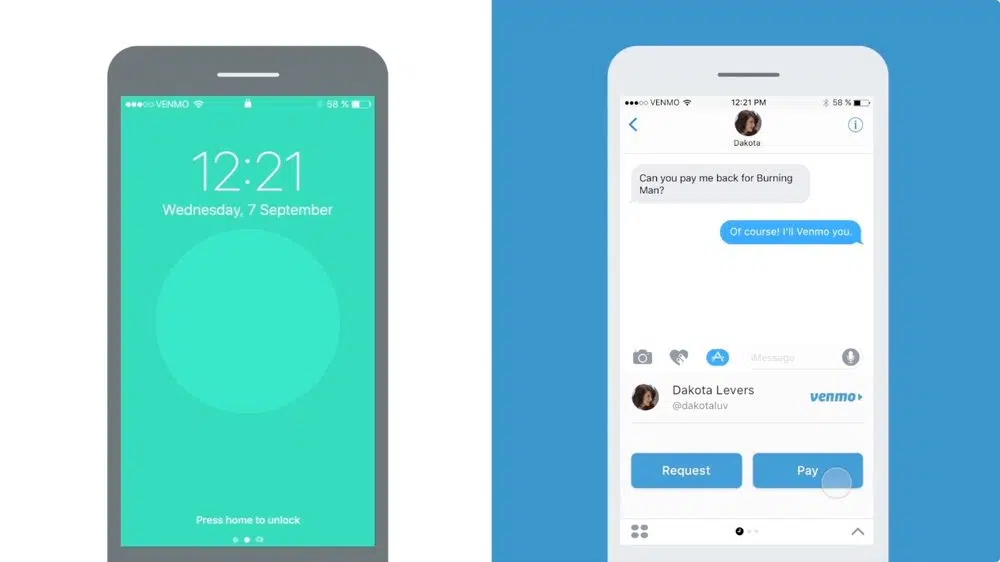 VENMO
58 %
12:21
Wednesday, 7 September
Press home to unlock
VENMO
12:21 PM
58 %
Dakota
Can you pay me back for Burning
Man?
Of course! I'll Venmo you.
iMessage
Dakota Levers
@dakotaluv
venmo
Request
Pay